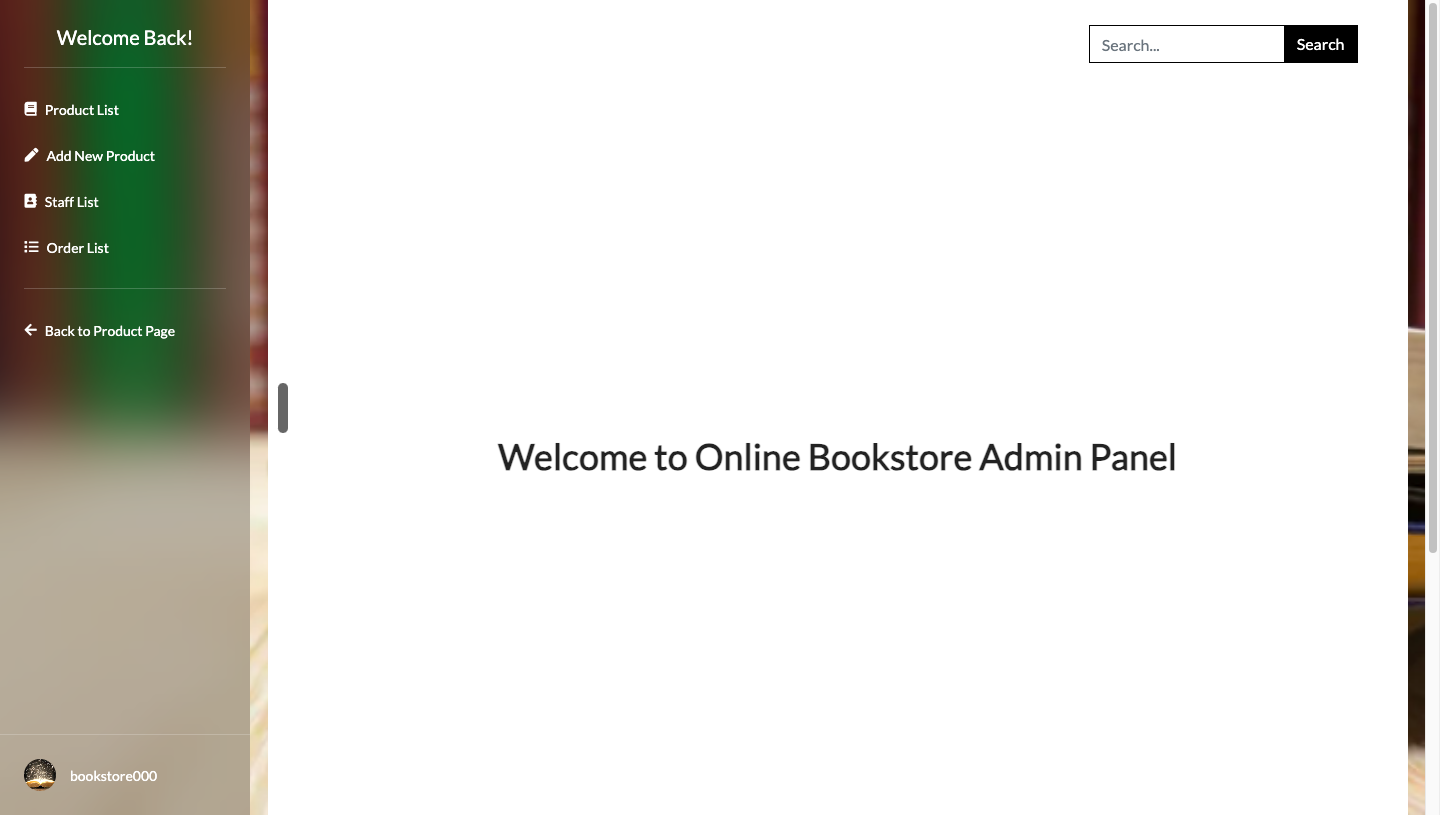 Welcome Back!
Product List
Add New Product
Staff List
Order List
Back to Product Page
bookstore000
Search...
Search
Welcome to Online Bookstore Admin Panel